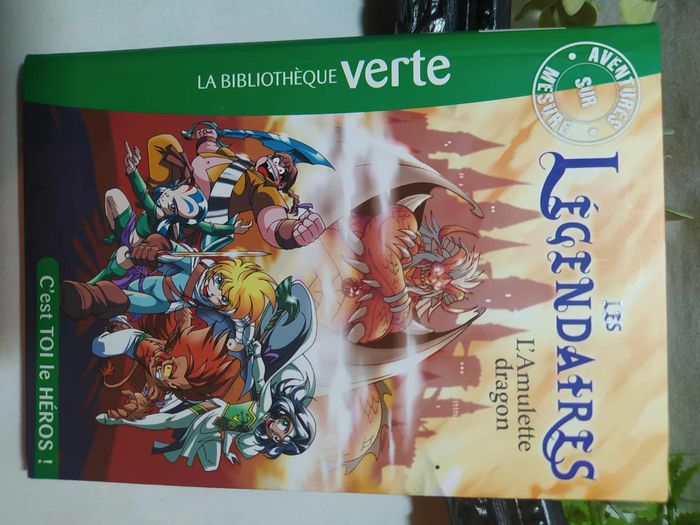 LA BIBLIOTHÈQUE verte
AVENTURES
SUR
MESURE
LES
LÉGENDAIRES
L'Amulette
dragon
C'est TOI le HÉROS !